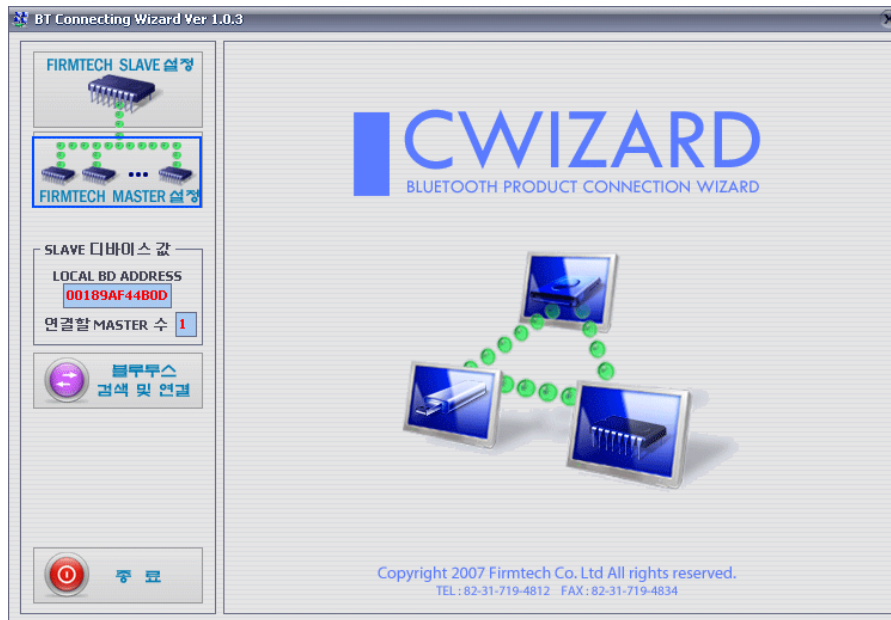 BT Connecting Wizard Ver 1.0.3
FIRMTECH SLAVE 설정
FIRMTECH MASTER 설정
SLAVE 디바이스 값
LOCAL BD ADDRESS
00189AF44B0D
연결할 MASTER 수 1
블루투스
검색 및 연결
종 료
CWIZARD
BLUETOOTH PRODUCT CONNECTION WIZARD
Copyright 2007 Firmtech Co. Ltd All rights reserved.
TEL : 82-31-719-4812 FAX : 82-31-719-4834